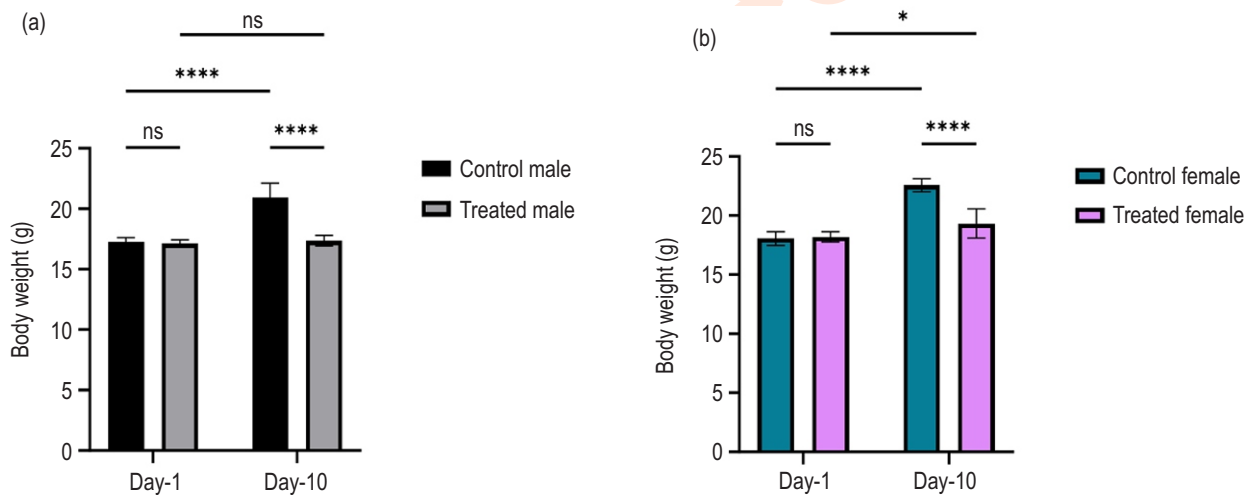 (a)
ns
****
ns
****
25
20
15
10
5
0
Body weight (g)
Day-1
Day-10
Control male
Treated male
(b)
*
****
ns
****
25
20
15
10
5
0
Body weight (g)
Day-1
Day-10
Control female
Treated female